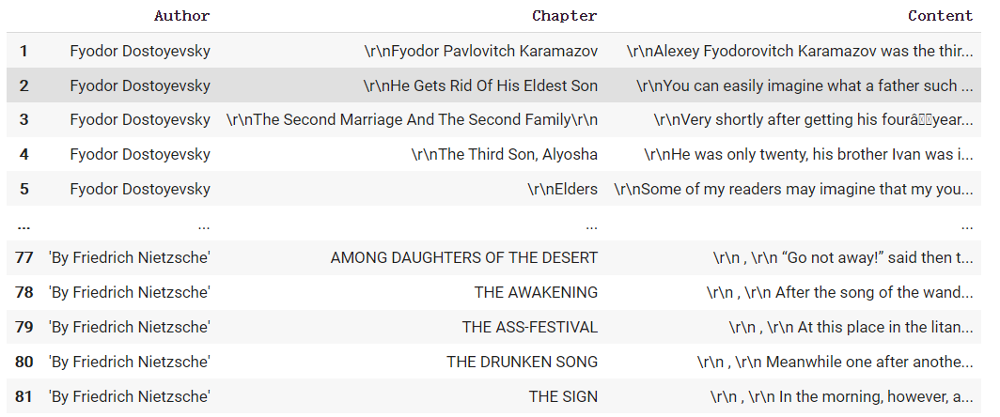 Author Chapter Content
1 Fyodor Dostoyevsky \r\nFyodor Pavlovitch Karamazov \r\nAlexey Fyodorovitch Karamazov was the thir...
2 Fyodor Dostoyevsky \r\nHe Gets Rid Of His Eldest Son \r\nYou can easily imagine what a father such ...
3 Fyodor Dostoyevsky \r\nThe Second Marriage And The Second Family\r\n \r\nVery shortly after getting his fourâ▯▯year...
4 Fyodor Dostoyevsky \r\nThe Third Son, Alyosha \r\nHe was only twenty, his brother Ivan was i...
5 Fyodor Dostoyevsky \r\nElders \r\nSome of my readers may imagine that my you...
... ... ... ...
77 'By Friedrich Nietzsche' AMONG DAUGHTERS OF THE DESERT \r\n , \r\n “Go not away!” said then t...
78 'By Friedrich Nietzsche' THE AWAKENING \r\n , \r\n After the song of the wand...
79 'By Friedrich Nietzsche' THE ASS-FESTIVAL \r\n , \r\n At this place in the litan...
80 'By Friedrich Nietzsche' THE DRUNKEN SONG \r\n , \r\n Meanwhile one after anothe...
81 'By Friedrich Nietzsche' THE SIGN \r\n , \r\n In the morning, however, a...